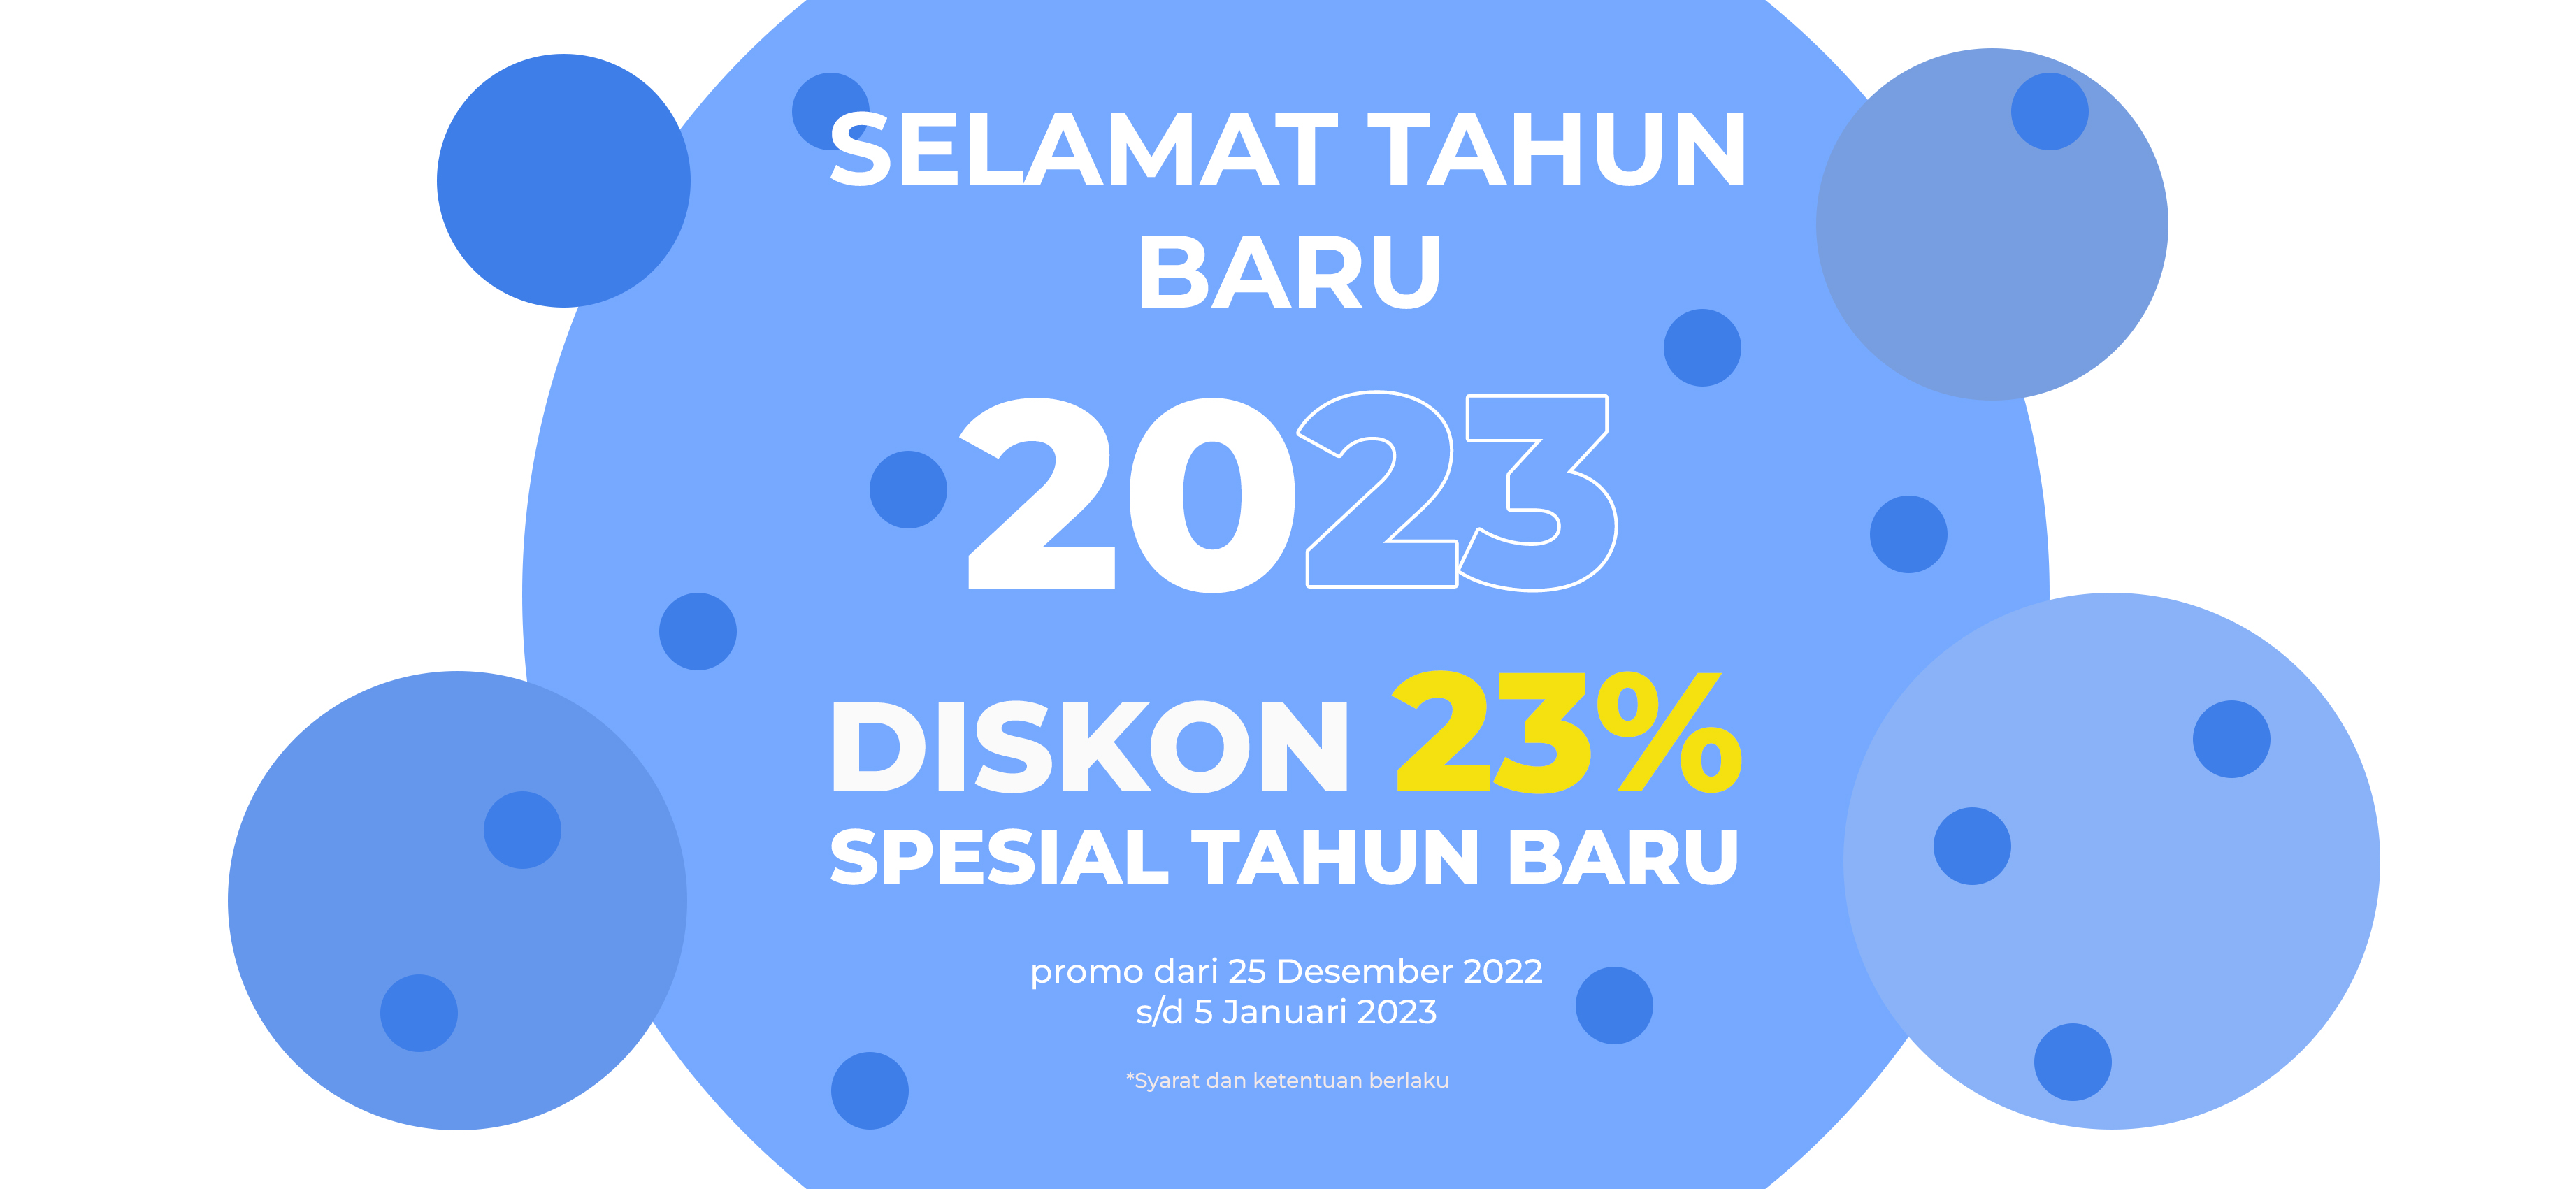 SELAMAT TAHUN
BARU
2023
DISKON 23%
SPESIAL TAHUN BARU
promo dari 25 Desember 2022
s/d 5 Januari 2023
*Syarat dan ketentuan berlaku